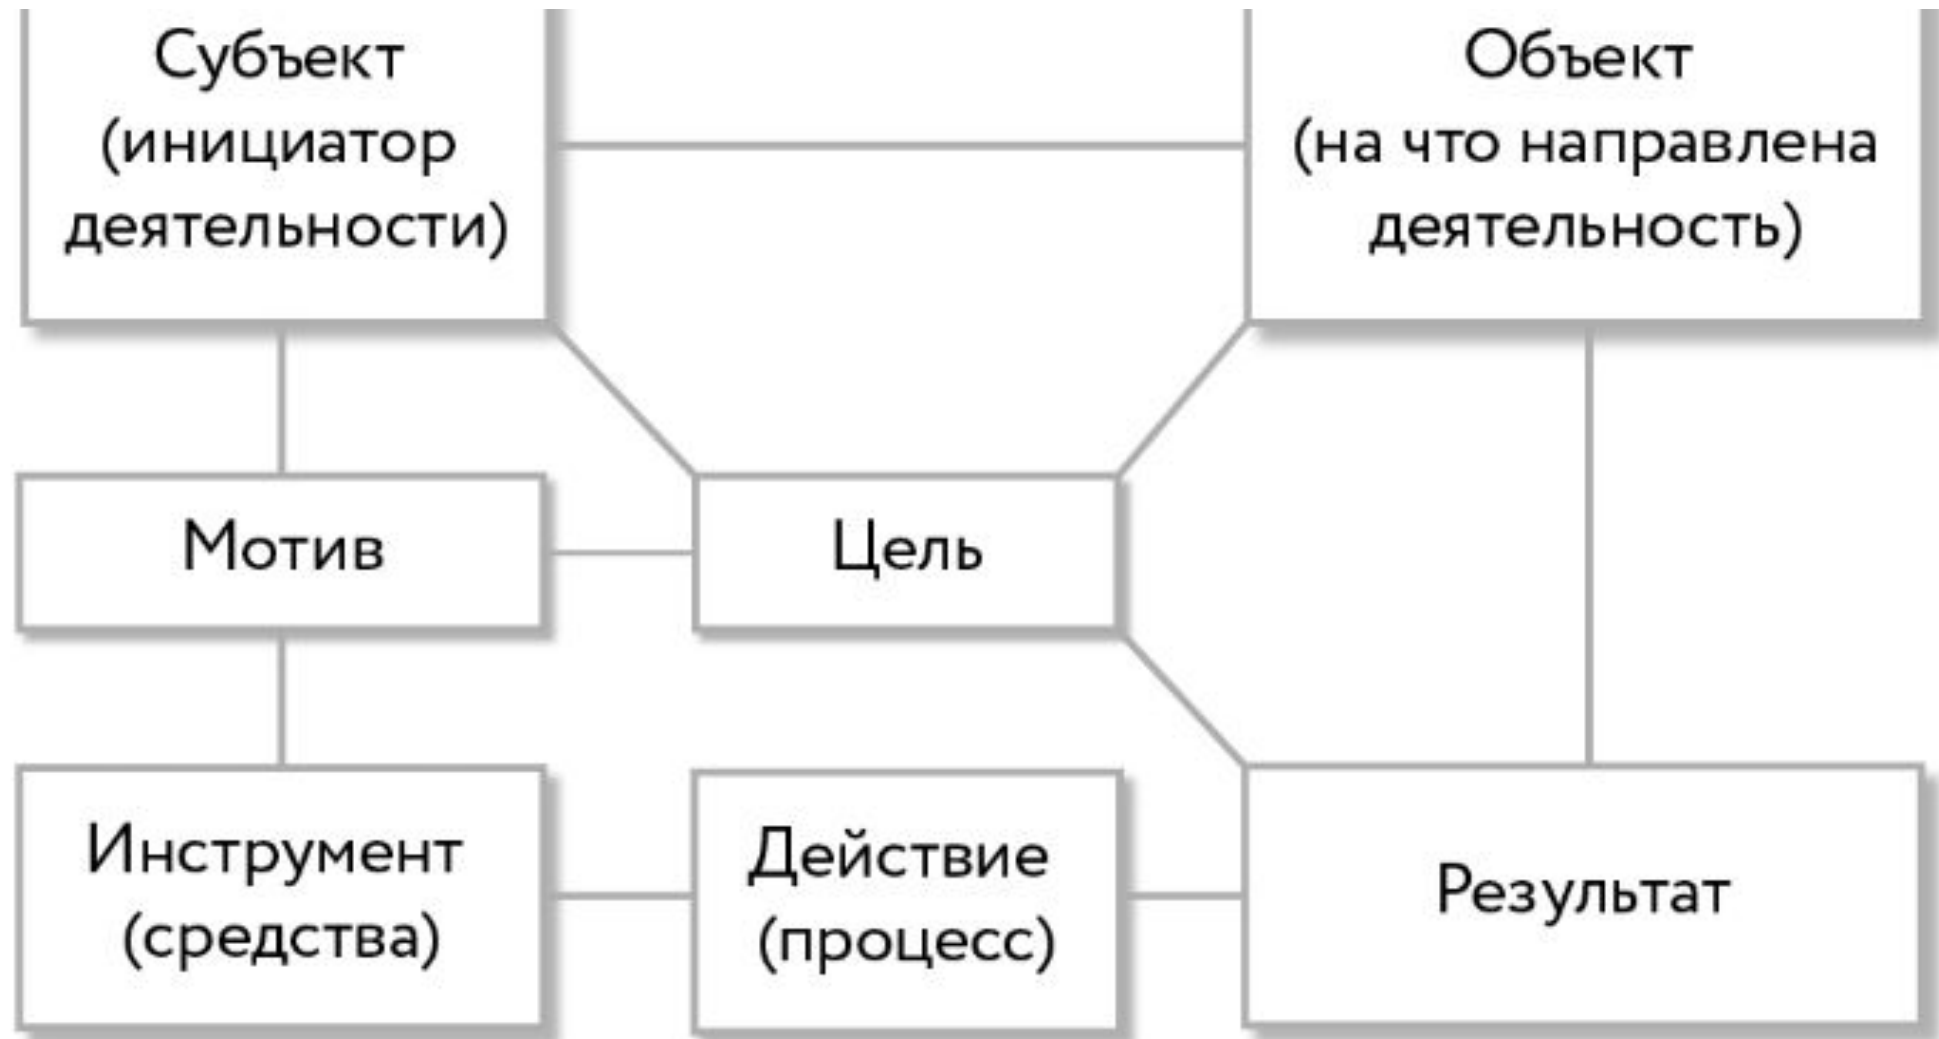 Субъект
(инициатор
деятельности)
Объект
(на что направлена
деятельность)
Мотив
Цель
Инструмент
(средства)
Действие
(процесс)
Результат